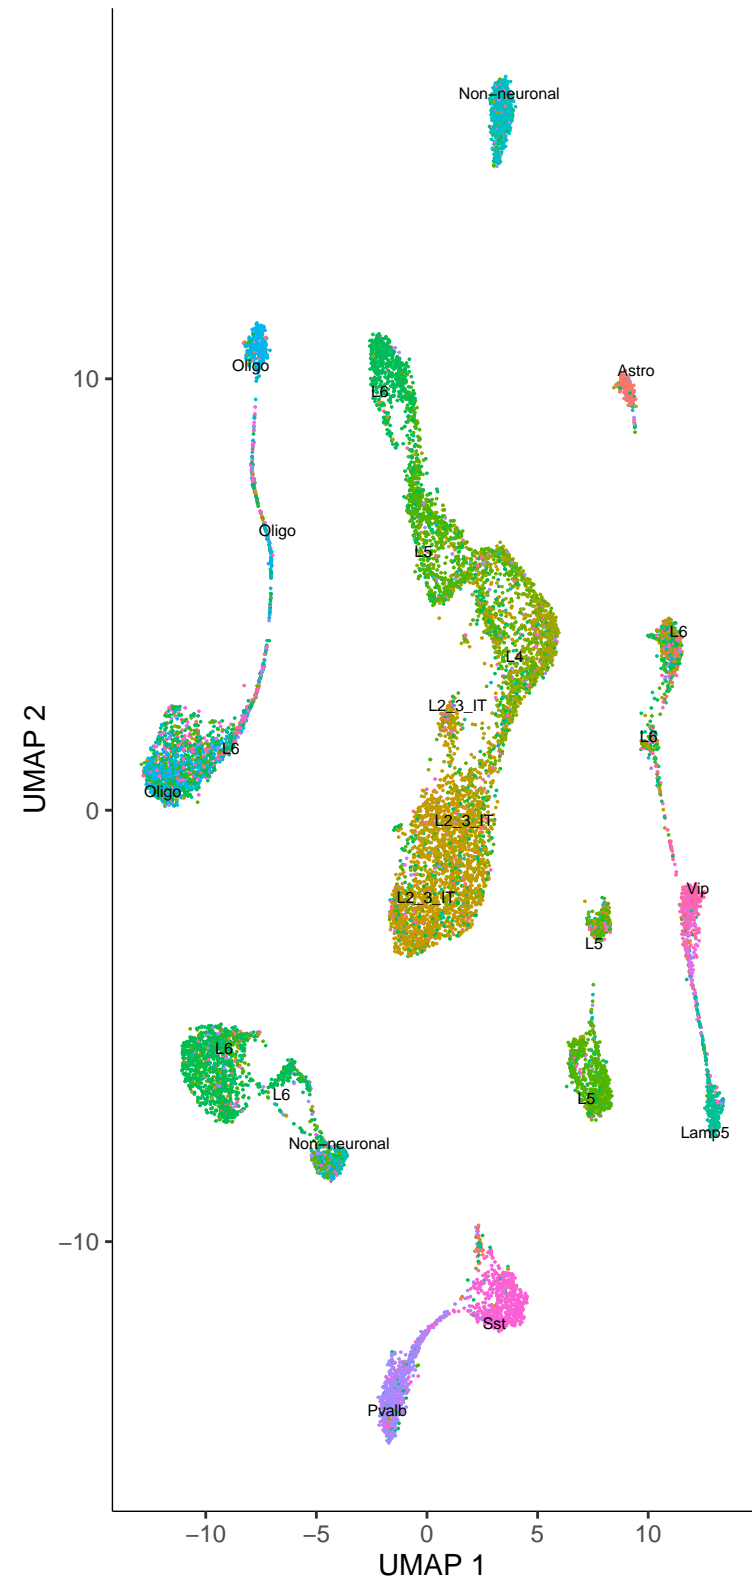 Non−neuronal
Oligo
Astro
10
L6
Oligo
L5
L6
L4
L2_3_IT
L6
L6
Oligo
0
L2_3_IT
Vip
L2_3_IT
L5
L6
L6
L5
Lamp5
Non−neuronal
−10
Sst
Pvalb
−10
−5
0
5
10
UMAP 1
UMAP 2